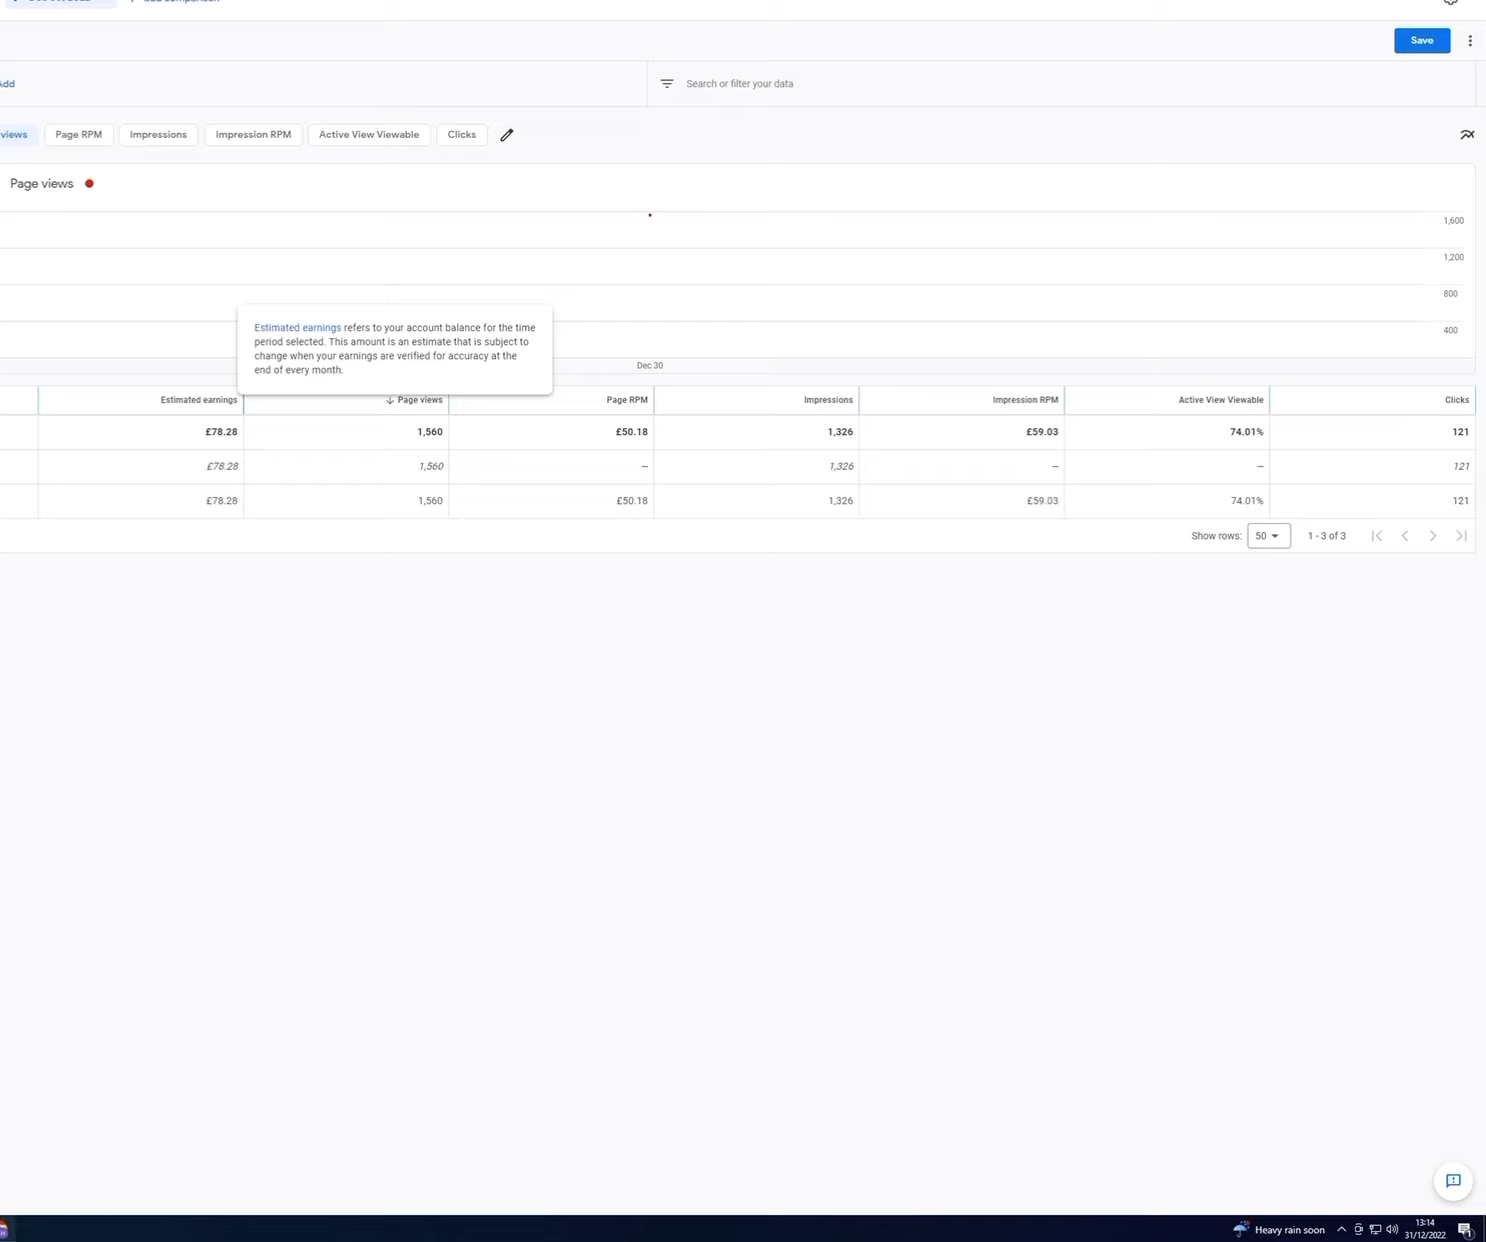 Save
Add
Search or filter your data
views
Page RPM
Impressions
Impression RPM
Active View Viewable
Clicks
Page views
1,600
1,200
800
400
Estimated earnings refers to your account balance for the time
period selected. This amount is an estimate that is subject to
change when your earnings are verified for accuracy at the
end of every month.
Dec 30
Estimated earnings Page views Page RPM Impressions Impression RPM Active View Viewable Clicks
£78.28 1,560 £50.18 1,326 £59.03 74.01% 121
£78.28 1,560 — 1,326 — — 121
£78.28 1,560 £50.18 1,326 £59.03 74.01% 121
Show rows: 50 1 - 3 of 3
Heavy rain soon
13:14
31/12/2022
1